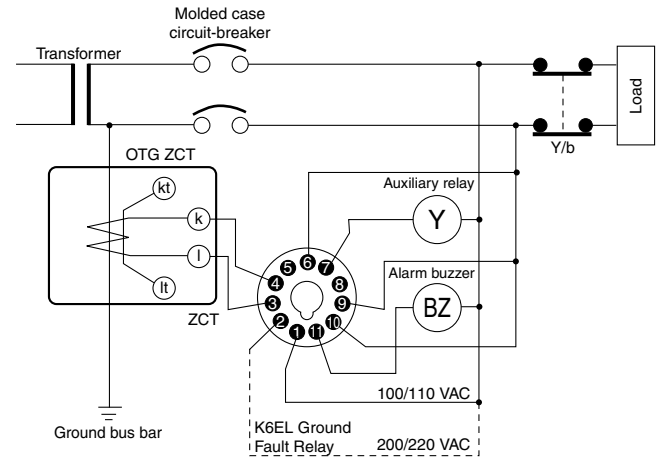 Molded case
circuit-breaker
Transformer
Load
Y/b
OTG ZCT
kt
k
l
lt
ZCT
Auxiliary relay
Y
Alarm buzzer
BZ
6
5
7
4
8
3
9
2
10
1
11
100/110 VAC
K6EL Ground
Fault Relay
200/220 VAC
Ground bus bar